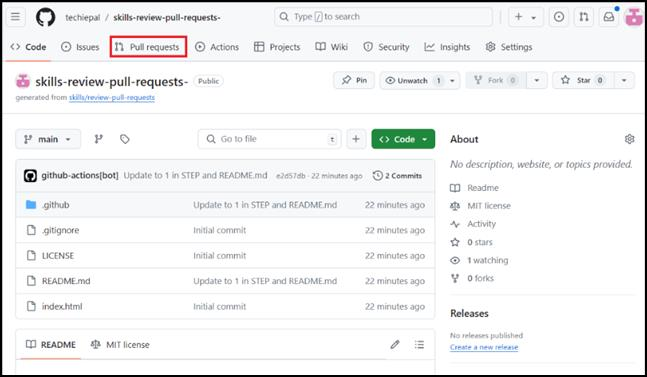 techiepal / skills-review-pull-requests-
Type / to search
Code Issues Pull requests Actions Projects Wiki Security Insights Settings
skills-review-pull-requests- Public
generated from skills/review-pull-requests
Pin Unwatch 1 Fork 0 Star 0
main
Go to file t
Code
github-actions[bot] Update to 1 in STEP and README.md e2d57db · 22 minutes ago 2 Commits
.github Update to 1 in STEP and README.md 22 minutes ago
.gitignore Initial commit 22 minutes ago
LICENSE Initial commit 22 minutes ago
README.md Update to 1 in STEP and README.md 22 minutes ago
index.html Initial commit 22 minutes ago
README MIT license
About
No description, website, or topics provided.
Readme
MIT license
Activity
0 stars
1 watching
0 forks
Releases
No releases published
Create a new release